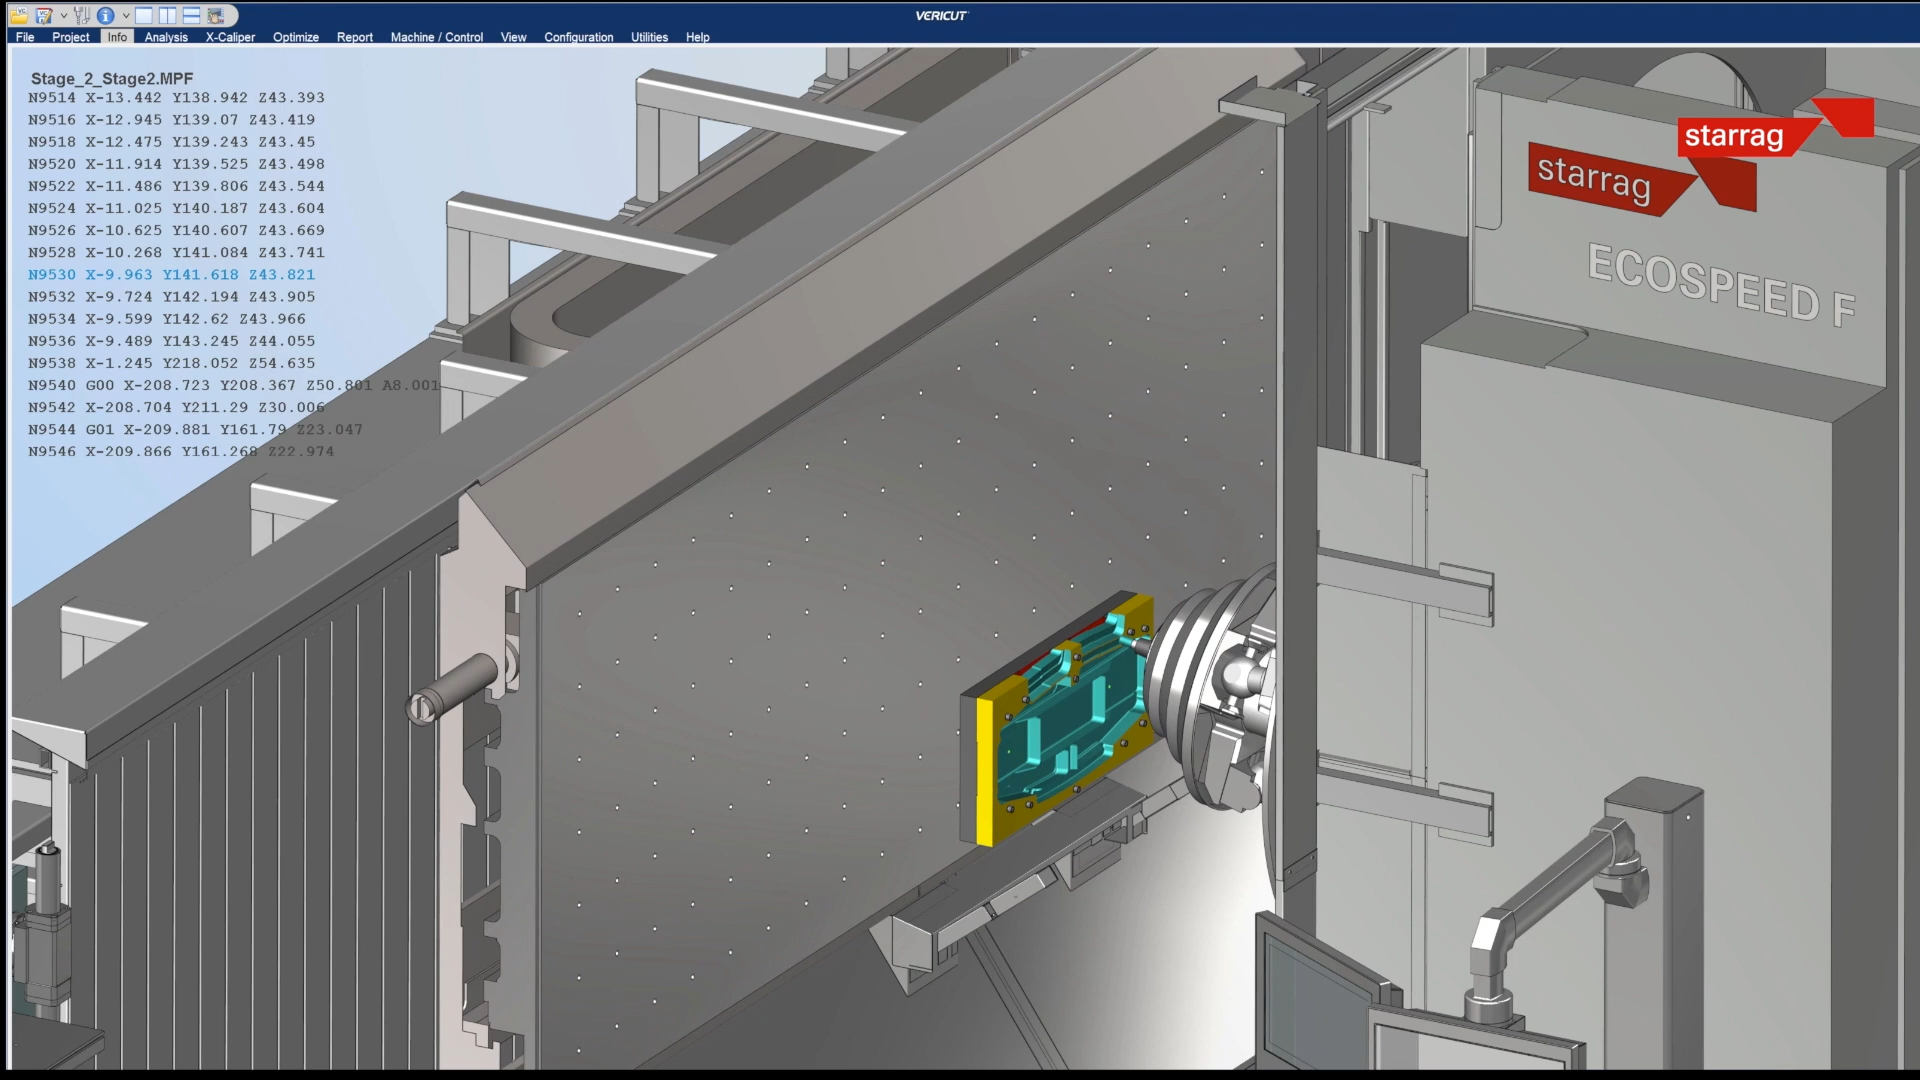 VERICUT
File Project Info Analysis X-Caliper Optimize Report Machine / Control View Configuration Utilities Help
Stage_2_Stage2.MPF
N9514 X-13.442 Y138.942 Z43.393
N9516 X-12.945 Y139.07 Z43.419
N9518 X-12.475 Y139.243 Z43.45
N9520 X-11.914 Y139.525 Z43.498
N9522 X-11.486 Y139.806 Z43.544
N9524 X-11.025 Y140.187 Z43.604
N9526 X-10.625 Y140.607 Z43.669
N9528 X-10.268 Y141.084 Z43.741
N9530 X-9.963 Y141.618 Z43.821
N9532 X-9.724 Y142.194 Z43.905
N9534 X-9.599 Y142.62 Z43.966
N9536 X-9.489 Y143.245 Z44.055
N9538 X-1.245 Y218.052 Z54.635
N9540 G00 X-208.723 Y208.367 Z50.801 A8.001
N9542 X-208.704 Y211.29 Z30.006
N9544 G01 X-209.881 Y161.79 Z23.047
N9546 X-209.866 Y161.268 Z22.974
starrag
starrag
ECOSPEED F